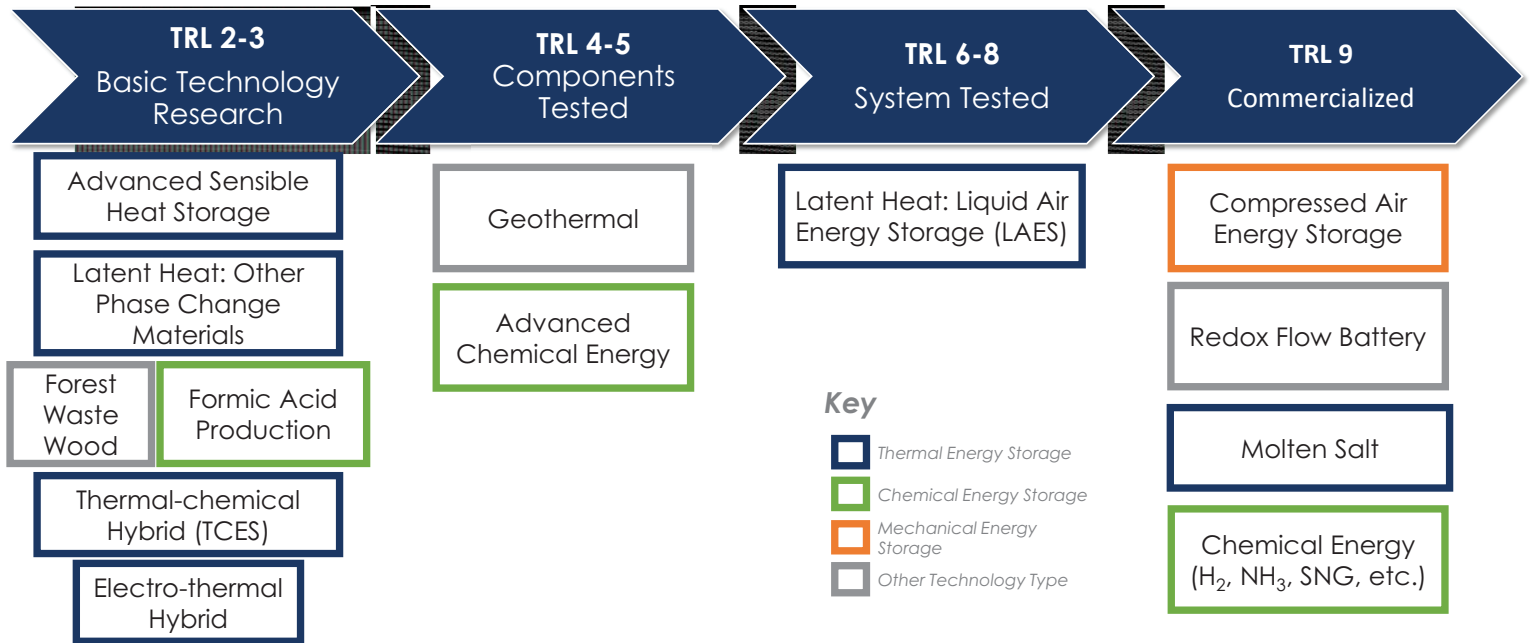 TRL 2-3
Basic Technology
Research
TRL 4-5
Components
Tested
TRL 6-8
System Tested
TRL 9
Commercialized
Advanced Sensible
Heat Storage
Latent Heat: Other
Phase Change
Materials
Forest
Waste
Wood
Formic Acid
Production
Thermal-chemical
Hybrid (TCES)
Electro-thermal
Hybrid
Geothermal
Advanced
Chemical Energy
Latent Heat: Liquid Air
Energy Storage (LAES)
Compressed Air
Energy Storage
Redox Flow Battery
Molten Salt
Chemical Energy
(H₂, NH₃, SNG, etc.)
Key
Thermal Energy Storage
Chemical Energy Storage
Mechanical Energy
Storage
Other Technology Type